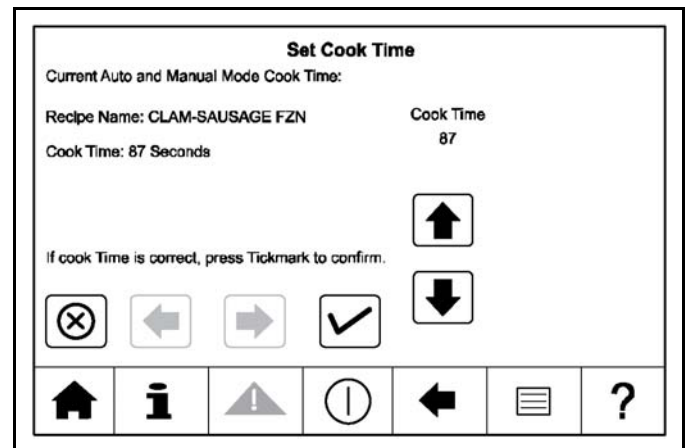 Set Cook Time
Current Auto and Manual Mode Cook Time:
Recipe Name: CLAM-SAUSAGE FZN
Cook Time
87
Cook Time: 87 Seconds
If cook Time is correct, press Tickmark to confirm.
i
?